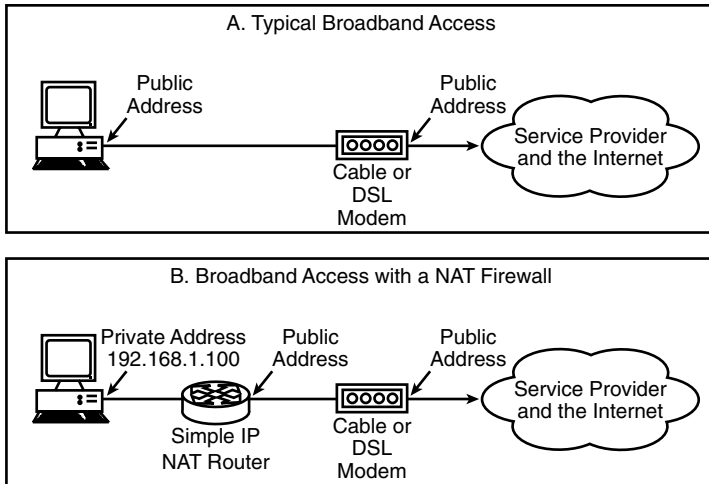 A. Typical Broadband Access
Public
Address
Public
Address
Service Provider
and the Internet
Cable or
DSL
Modem
B. Broadband Access with a NAT Firewall
Private Address
192.168.1.100
Public
Address
Public
Address
Service Provider
and the Internet
Simple IP
NAT Router
Cable or
DSL
Modem